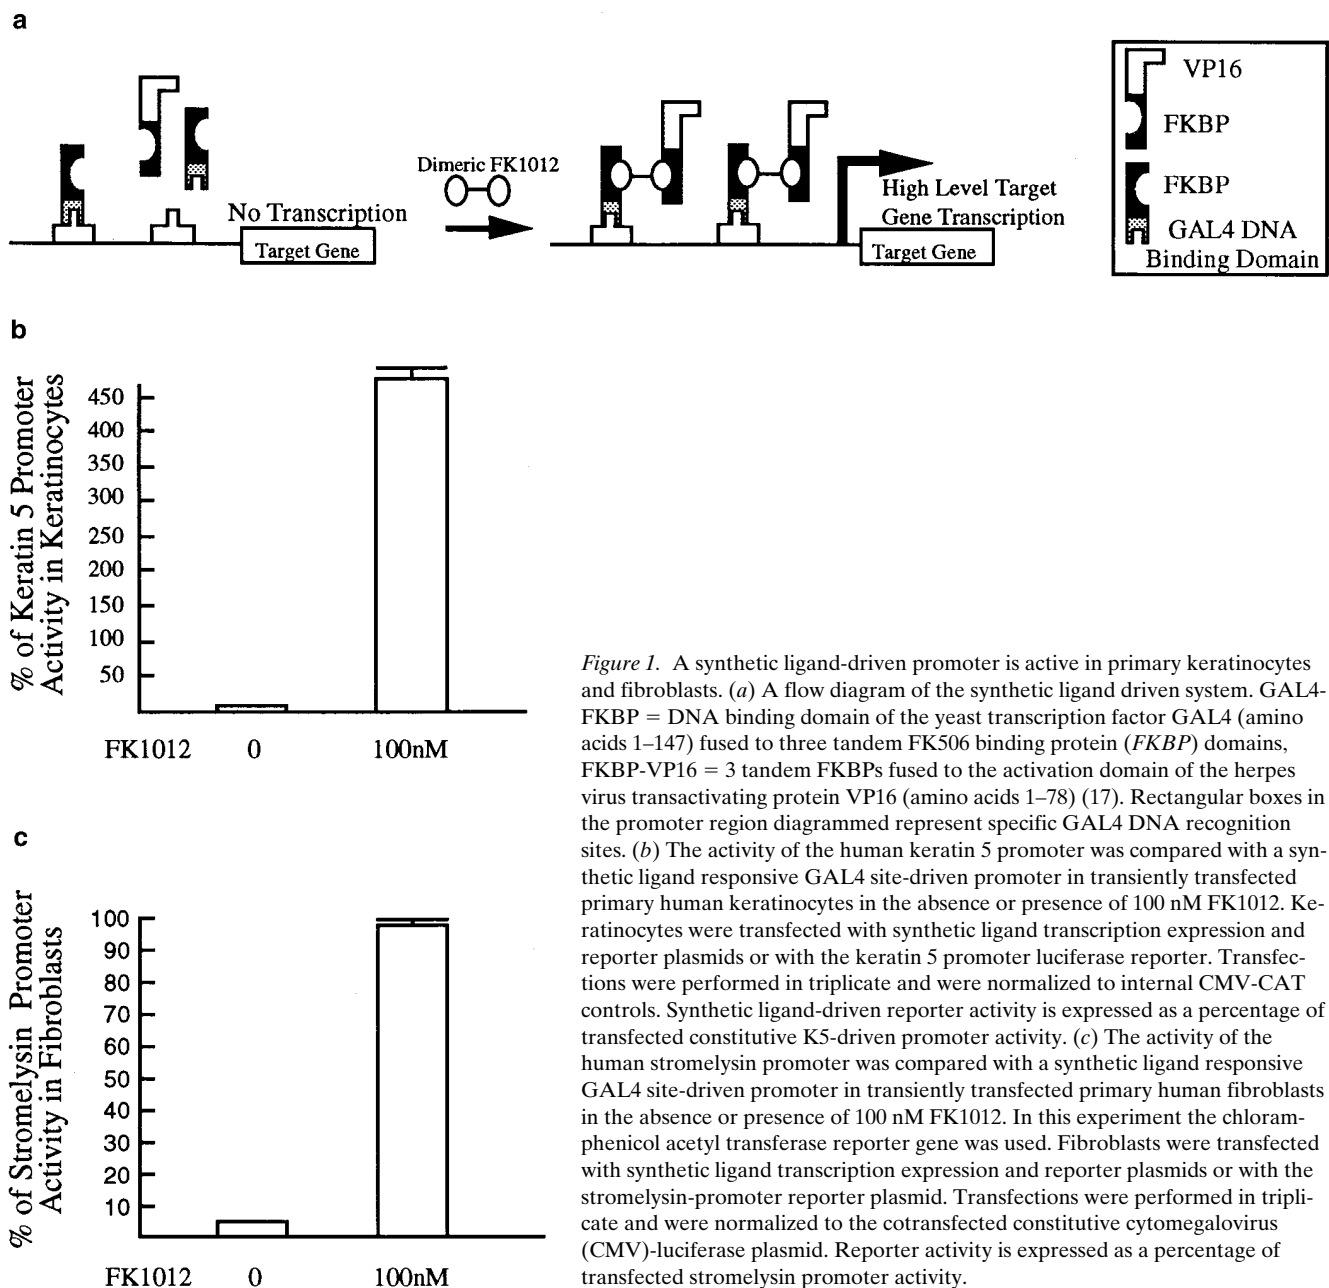 a
No Transcription
Target Gene
Dimeric FK1012
High Level Target
Gene Transcription
Target Gene
VP16
FKBP
FKBP
GAL4 DNA
Binding Domain
b
% of Keratin 5 Promoter
Activity in Keratinocytes
450
400
350
300
250
200
150
100
50
FK1012 0 100nM
c
% of Stromelysin Promoter
Activity in Fibroblasts
100
90
80
70
60
50
40
30
20
10
FK1012 0 100nM
Figure 1. A synthetic ligand-driven promoter is active in primary keratinocytes
and fibroblasts. (a) A flow diagram of the synthetic ligand driven system. GAL4-
FKBP = DNA binding domain of the yeast transcription factor GAL4 (amino
acids 1–147) fused to three tandem FK506 binding protein (FKBP) domains,
FKBP-VP16 = 3 tandem FKBPs fused to the activation domain of the herpes
virus transactivating protein VP16 (amino acids 1–78) (17). Rectangular boxes in
the promoter region diagrammed represent specific GAL4 DNA recognition
sites. (b) The activity of the human keratin 5 promoter was compared with a syn-
thetic ligand responsive GAL4 site-driven promoter in transiently transfected
primary human keratinocytes in the absence or presence of 100 nM FK1012. Ke-
ratinocytes were transfected with synthetic ligand transcription expression and
reporter plasmids or with the keratin 5 promoter luciferase reporter. Transfec-
tions were performed in triplicate and were normalized to internal CMV-CAT
controls. Synthetic ligand-driven reporter activity is expressed as a percentage of
transfected constitutive K5-driven promoter activity. (c) The activity of the
human stromelysin promoter was compared with a synthetic ligand responsive
GAL4 site-driven promoter in transiently transfected primary human fibroblasts
in the absence or presence of 100 nM FK1012. In this experiment the chloram-
phenicol acetyl transferase reporter gene was used. Fibroblasts were transfected
with synthetic ligand transcription expression and reporter plasmids or with the
stromelysin-promoter reporter plasmid. Transfections were performed in tripli-
cate and were normalized to the cotransfected constitutive cytomegalovirus
(CMV)-luciferase plasmid. Reporter activity is expressed as a percentage of
transfected stromelysin promoter activity.